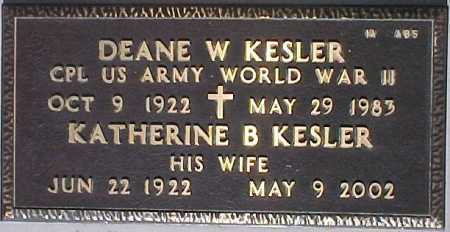 DEANE W KESLER
CPL US ARMY WORLD WAR II
OCT 9 1922 MAY 29 1983
KATHERINE B KESLER
HIS WIFE
JUN 22 1922 MAY 9 2002